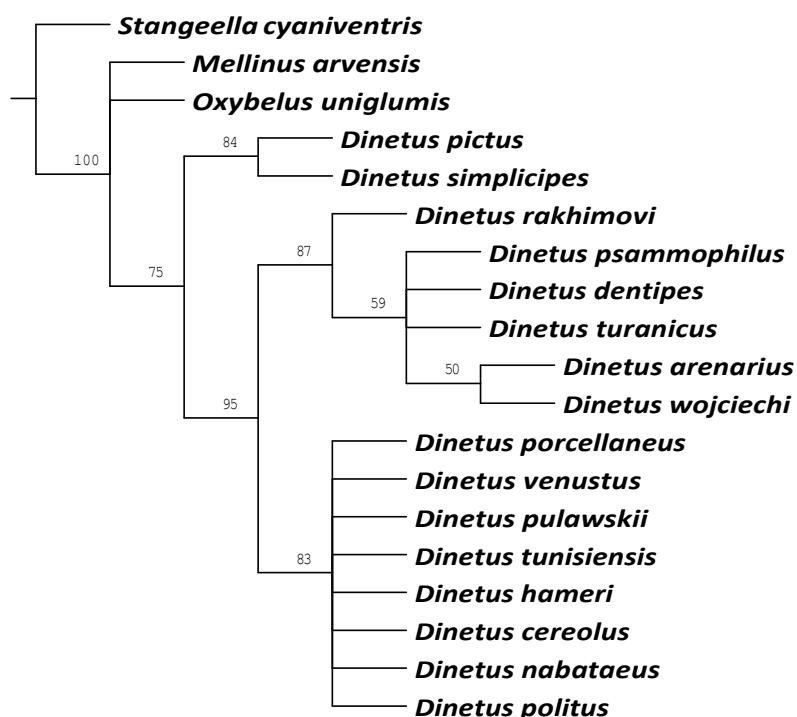 Stangeella cyaniventris
Mellinus arvensis
Oxybelus uniglumis
84
Dinetus pictus
100
Dinetus simplicipes
Dinetus rakhimovi
87
Dinetus psammophilus
75
Dinetus dentipes
59
Dinetus turanicus
50
Dinetus arenarius
95
Dinetus wojciechi
Dinetus porcellaneus
Dinetus venustus
Dinetus pulawskii
83
Dinetus tunisiensis
Dinetus hameri
Dinetus cereolus
Dinetus nabataeus
Dinetus politus